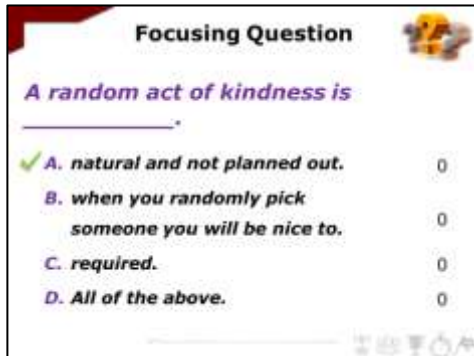 Focusing Question
A random act of kindness is
____________.
A. natural and not planned out. 0
B. when you randomly pick
someone you will be nice to. 0
C. required. 0
D. All of the above. 0